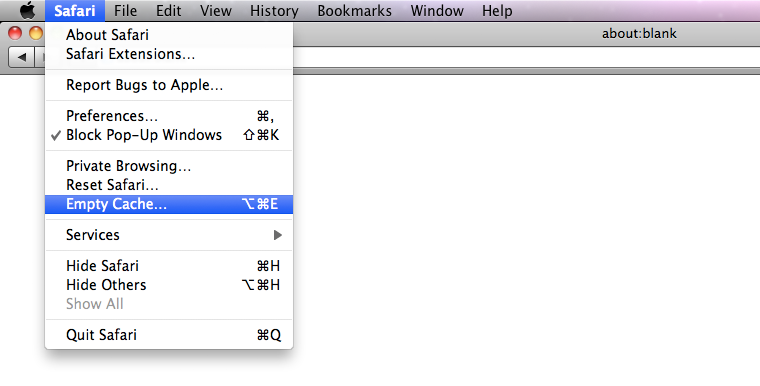 Safari File Edit View History Bookmarks Window Help
about:blank
About Safari
Safari Extensions...
Report Bugs to Apple...
Preferences... ⌘,
✓ Block Pop-Up Windows ⇧⌘K
Private Browsing...
Reset Safari...
Empty Cache... ⌥⌘E
Services ▶
Hide Safari ⌘H
Hide Others ⌥⌘H
Show All
Quit Safari ⌘Q